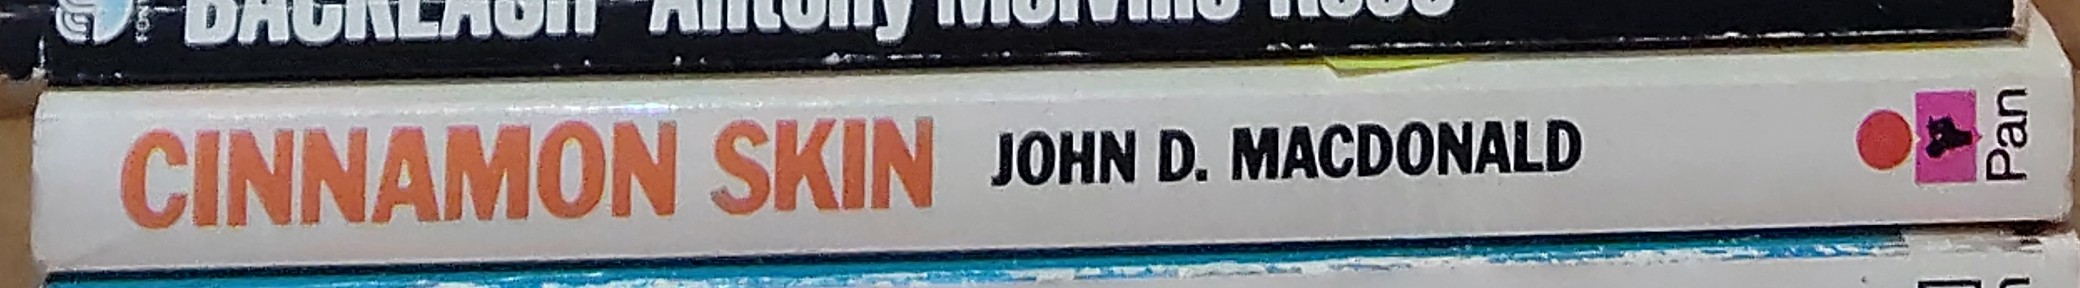 BACKLASH Antony Melville-Ross
CINNAMON SKIN JOHN D. MACDONALD Pan